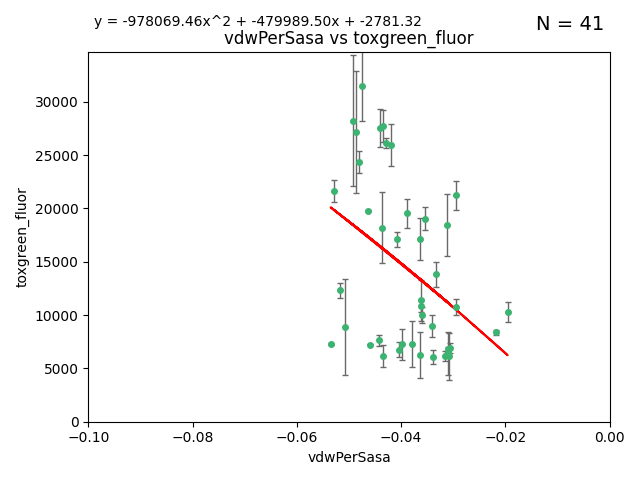 y = -978069.46x^2 + -479989.50x + -2781.32
N = 41
vdwPerSasa vs toxgreen_fluor
30000
25000
20000
15000
10000
5000
0
toxgreen_fluor
−0.10 −0.08 −0.06 −0.04 −0.02 0.00
vdwPerSasa